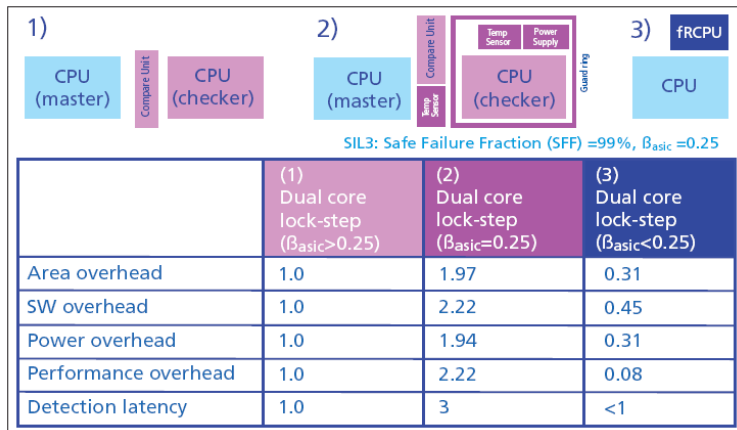 1)
CPU
(master)
Compare Unit
CPU
(checker)
2)
CPU
(master)
Compare Unit
Temp
Sensor
Temp
Sensor
Power
Supply
CPU
(checker)
Guard ring
3)
fRCPU
CPU
SIL3: Safe Failure Fraction (SFF) =99%, ßasic =0.25
(1)
Dual core
lock-step
(ßasic>0.25)
(2)
Dual core
lock-step
(ßasic=0.25)
(3)
Dual core
lock-step
(ßasic<0.25)
Area overhead 1.0 1.97 0.31
SW overhead 1.0 2.22 0.45
Power overhead 1.0 1.94 0.31
Performance overhead 1.0 2.22 0.08
Detection latency 1.0 3 <1